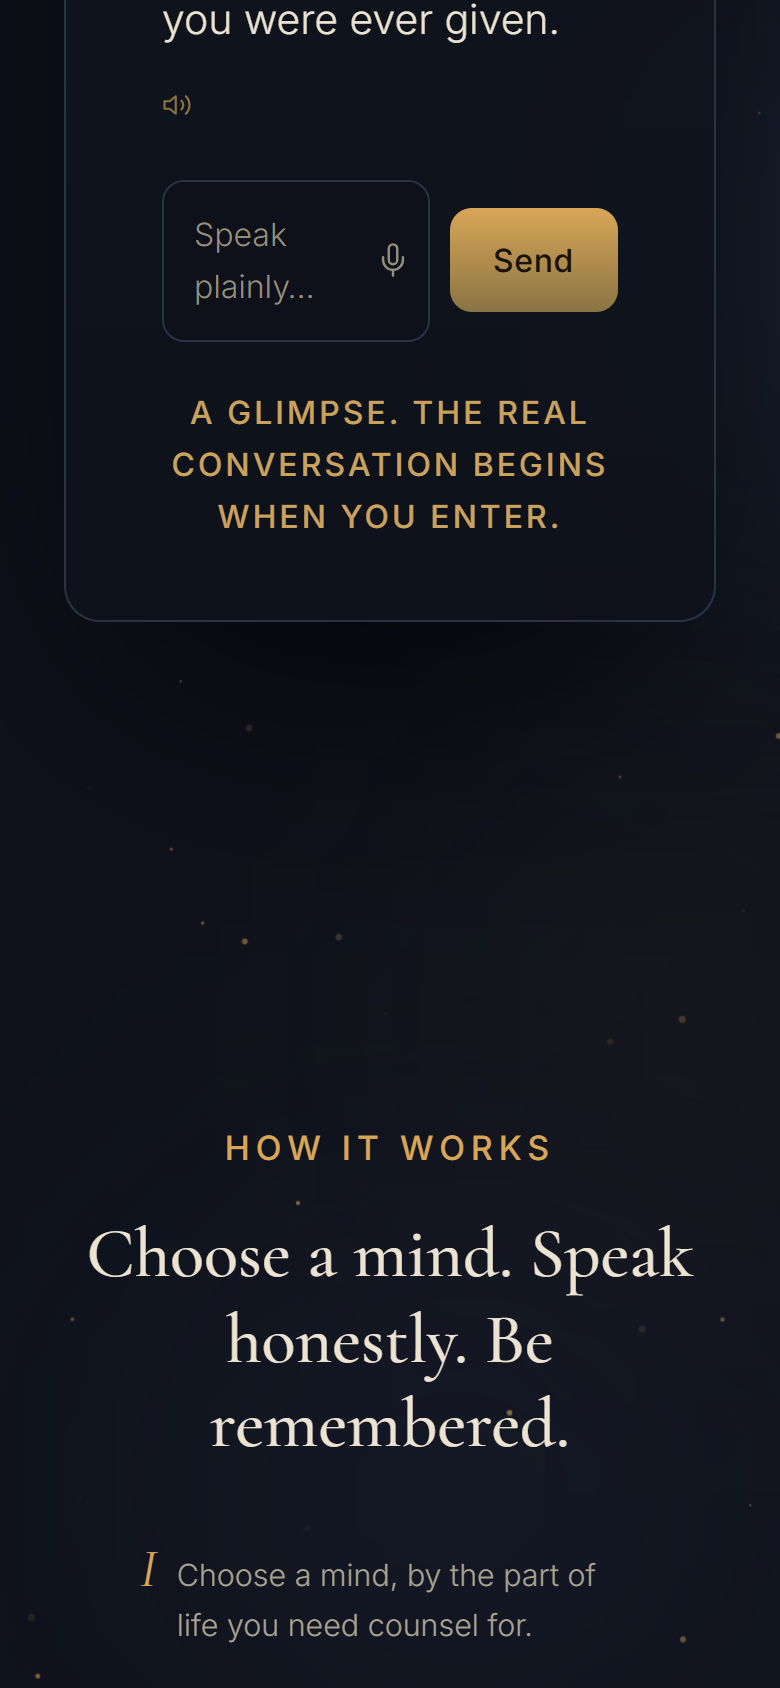 you were ever given.
Speak
plainly...
Send
A GLIMPSE. THE REAL
CONVERSATION BEGINS
WHEN YOU ENTER.
HOW IT WORKS
Choose a mind. Speak
honestly. Be
remembered.
I Choose a mind, by the part of
life you need counsel for.